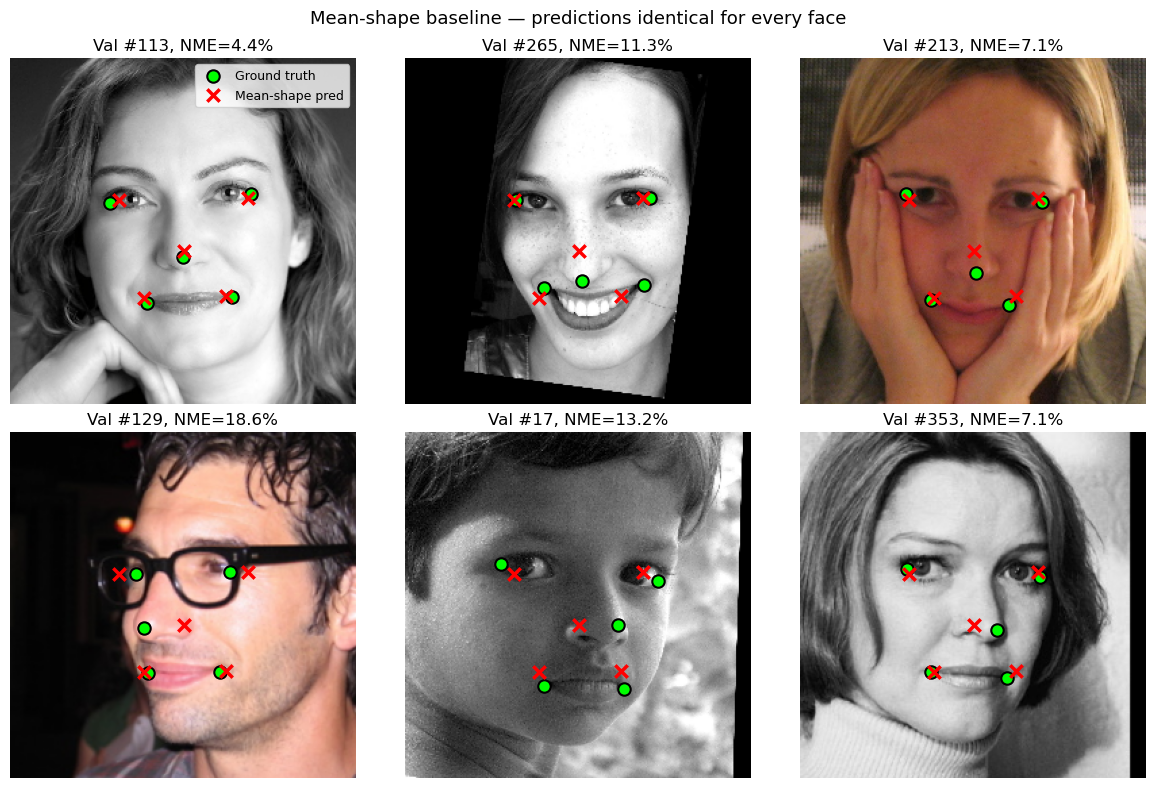 Mean-shape baseline — predictions identical for every face
Val #113, NME=4.4%
Val #265, NME=11.3%
Val #213, NME=7.1%
Ground truth
Mean-shape pred
Val #129, NME=18.6%
Val #17, NME=13.2%
Val #353, NME=7.1%